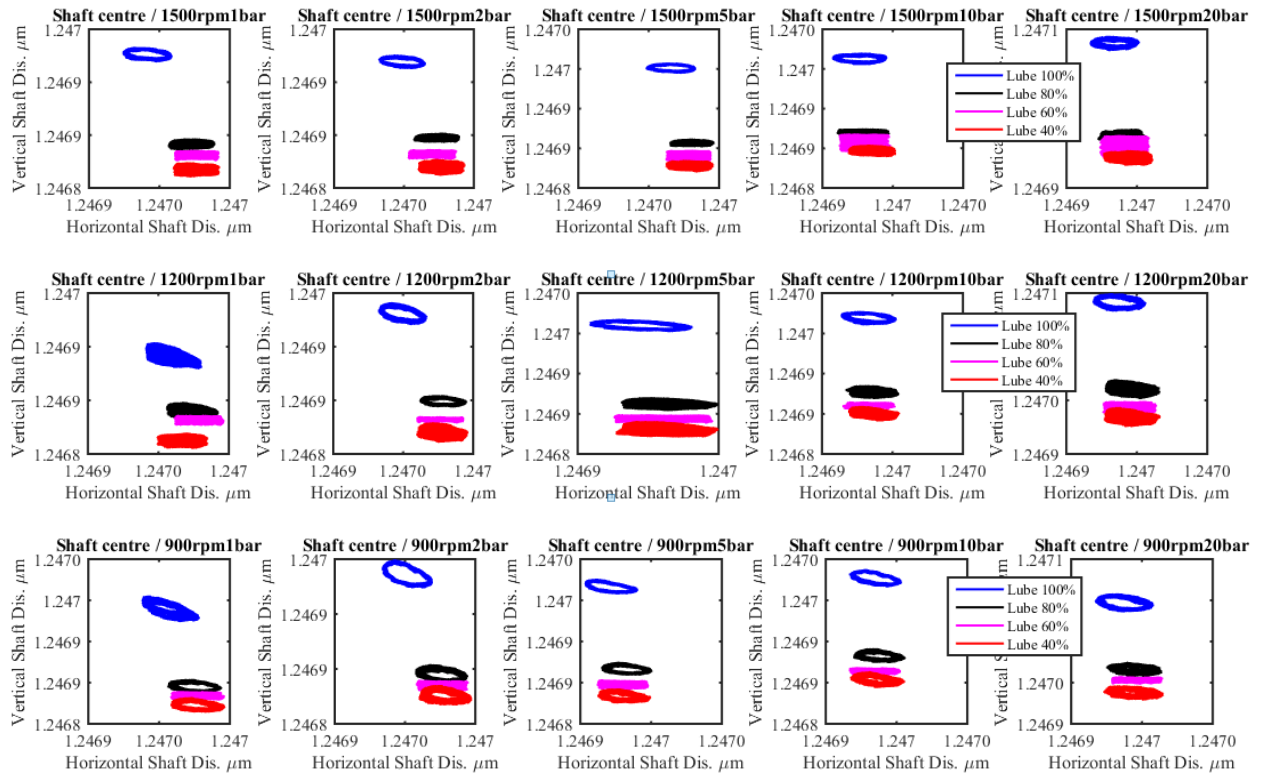 Shaft centre / 1500rpm1bar
Vertical Shaft Dis. μm
1.247
1.2469
1.2469
1.2468
1.2469 1.2470 1.247
Horizontal Shaft Dis. μm
Shaft centre / 1500rpm2bar
Vertical Shaft Dis. μm
1.247
1.2469
1.2469
1.2468
1.2469 1.2470 1.247
Horizontal Shaft Dis. μm
Shaft centre / 1500rpm5bar
Vertical Shaft Dis. μm
1.2470
1.247
1.2469
1.2469
1.2468
1.2469 1.247
Horizontal Shaft Dis. μm
Shaft centre / 1500rpm10bar
Vertical Shaft Dis. μm
1.2470
1.247
1.2469
1.2469
1.2468
1.2469 1.247 1.2470
Horizontal Shaft Dis. μm
Lube 100%
Lube 80%
Lube 60%
Lube 40%
Shaft centre / 1500rpm20bar
Vertical Shaft Dis. μm
1.2471
1.2469
1.2469 1.247 1.2470
Horizontal Shaft Dis. μm
Shaft centre / 1200rpm1bar
Vertical Shaft Dis. μm
1.247
1.2469
1.2469
1.2468
1.2469 1.2470 1.247
Horizontal Shaft Dis. μm
Shaft centre / 1200rpm2bar
Vertical Shaft Dis. μm
1.247
1.2469
1.2469
1.2468
1.2469 1.2470 1.247
Horizontal Shaft Dis. μm
Shaft centre / 1200rpm5bar
Vertical Shaft Dis. μm
1.2470
1.247
1.2469
1.2469
1.2468
1.2469 1.247
Horizontal Shaft Dis. μm
Shaft centre / 1200rpm10bar
Vertical Shaft Dis. μm
1.2470
1.247
1.2469
1.2469
1.2468
1.2469 1.247 1.2470
Horizontal Shaft Dis. μm
Lube 100%
Lube 80%
Lube 60%
Lube 40%
Shaft centre / 1200rpm20bar
1.2471
1.2470
1.2469
1.2469 1.247 1.2470
Horizontal Shaft Dis. μm
Shaft centre / 900rpm1bar
Vertical Shaft Dis. μm
1.2470
1.247
1.2469
1.2469
1.2468
1.2469 1.2470 1.247
Horizontal Shaft Dis. μm
Shaft centre / 900rpm2bar
Vertical Shaft Dis. μm
1.247
1.2469
1.2469
1.2468
1.2469 1.2470 1.247
Horizontal Shaft Dis. μm
Shaft centre / 900rpm5bar
Vertical Shaft Dis. μm
1.2470
1.247
1.2469
1.2469
1.2468
1.2469 1.247 1.2470
Horizontal Shaft Dis. μm
Shaft centre / 900rpm10bar
Vertical Shaft Dis. μm
1.2470
1.247
1.2469
1.2469
1.2468
1.2469 1.247 1.2470
Horizontal Shaft Dis. μm
Lube 100%
Lube 80%
Lube 60%
Lube 40%
Shaft centre / 900rpm20bar
1.2471
1.2470
1.2469
1.2469 1.247 1.2470
Horizontal Shaft Dis. μm